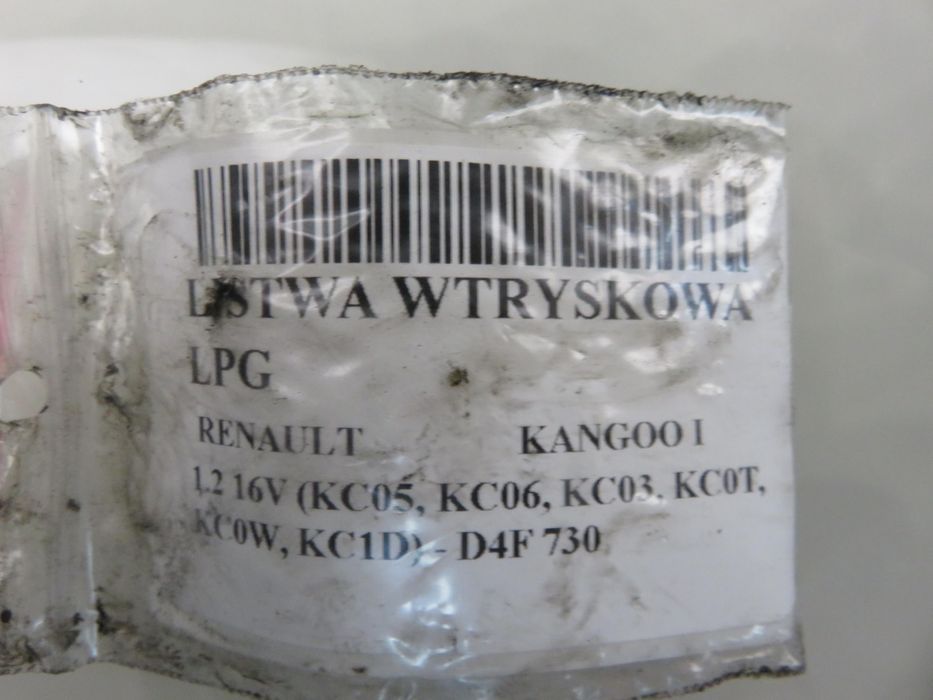 LISTWA WTRYSKOWA
LPG
RENAULT KANGOO I
1.2 16V (KC05, KC06, KC03, KC0T,
KC0W, KC1D) - D4F 730